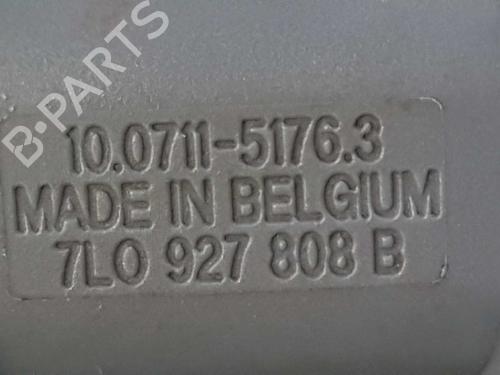 B-PARTS
10.0711-5176.3
MADE IN BELGIUM
7L0 927 808 B